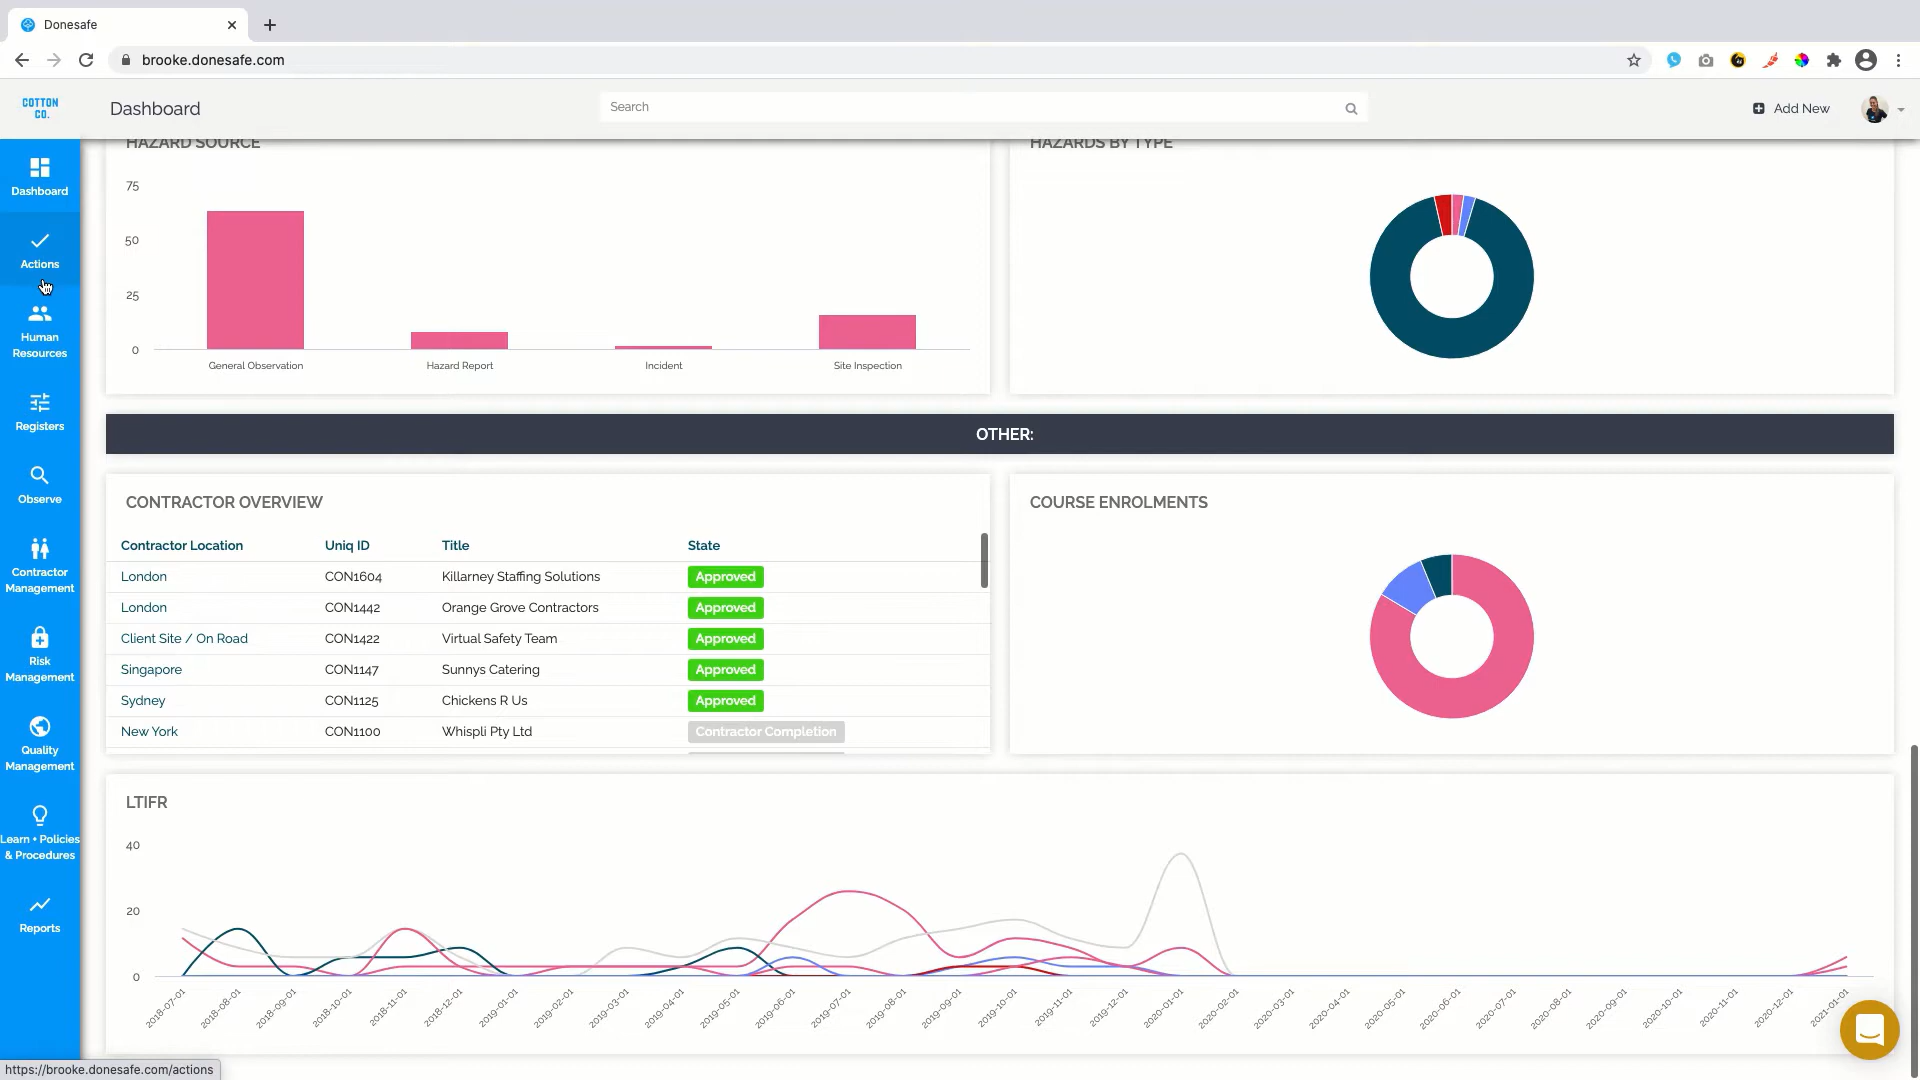 Donesafe
brooke.donesafe.com
COTTON
CO.
Dashboard
Search
Add New
Dashboard
Actions
Human
Resources
Registers
Observe
Contractor
Management
Risk
Management
Quality
Management
Learn + Policies
& Procedures
Reports
HAZARD SOURCE
75
50
25
0
General Observation
Hazard Report
Incident
Site Inspection
HAZARDS BY TYPE
OTHER:
CONTRACTOR OVERVIEW
Contractor Location Uniq ID Title State
London CON1604 Killarney Staffing Solutions Approved
London CON1442 Orange Grove Contractors Approved
Client Site / On Road CON1422 Virtual Safety Team Approved
Singapore CON1147 Sunnys Catering Approved
Sydney CON1125 Chickens R Us Approved
New York CON1100 Whispli Pty Ltd Contractor Completion
COURSE ENROLMENTS
LTIFR
40
20
0
2018-07-01
2018-08-01
2018-09-01
2018-10-01
2018-11-01
2018-12-01
2019-01-01
2019-02-01
2019-03-01
2019-04-01
2019-05-01
2019-06-01
2019-07-01
2019-08-01
2019-09-01
2019-10-01
2019-11-01
2019-12-01
2020-01-01
2020-02-01
2020-03-01
2020-04-01
2020-05-01
2020-06-01
2020-07-01
2020-08-01
2020-09-01
2020-10-01
2020-11-01
2020-12-01
2021-01-01
https://brooke.donesafe.com/actions